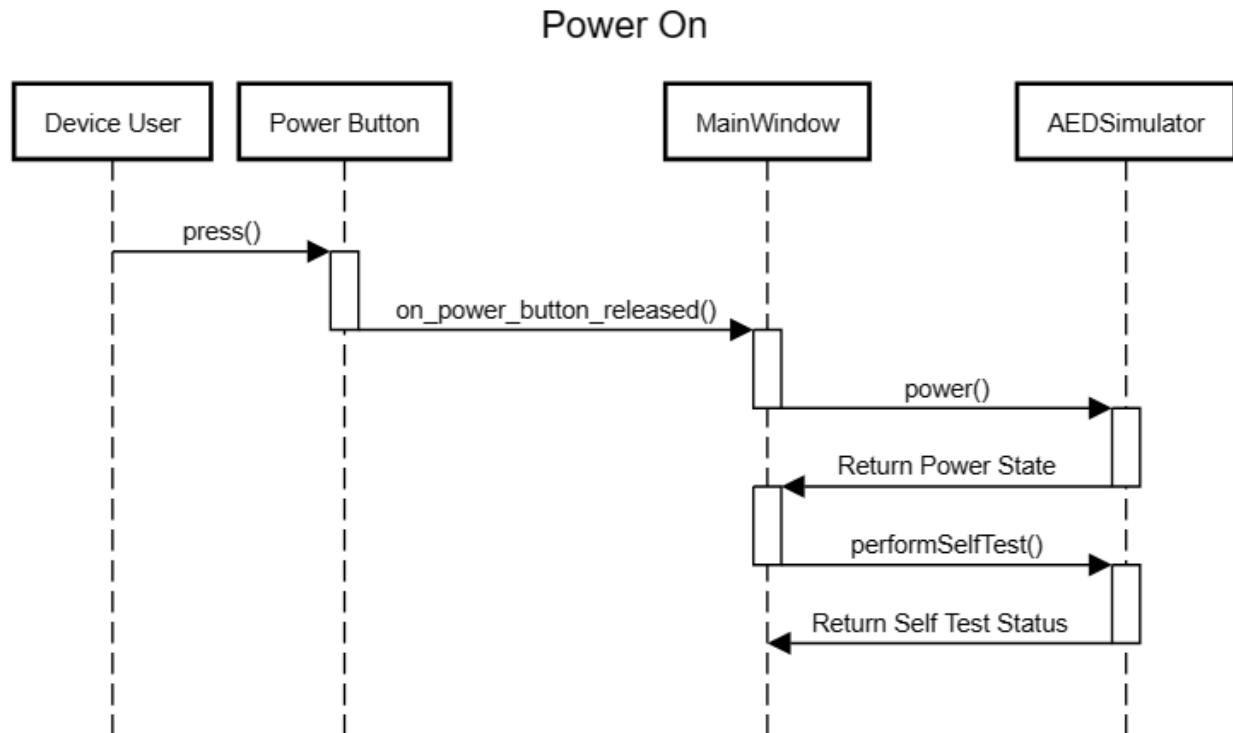 Power On
Device User
Power Button
MainWindow
AEDSimulator
press()
on_power_button_released()
power()
Return Power State
performSelfTest()
Return Self Test Status